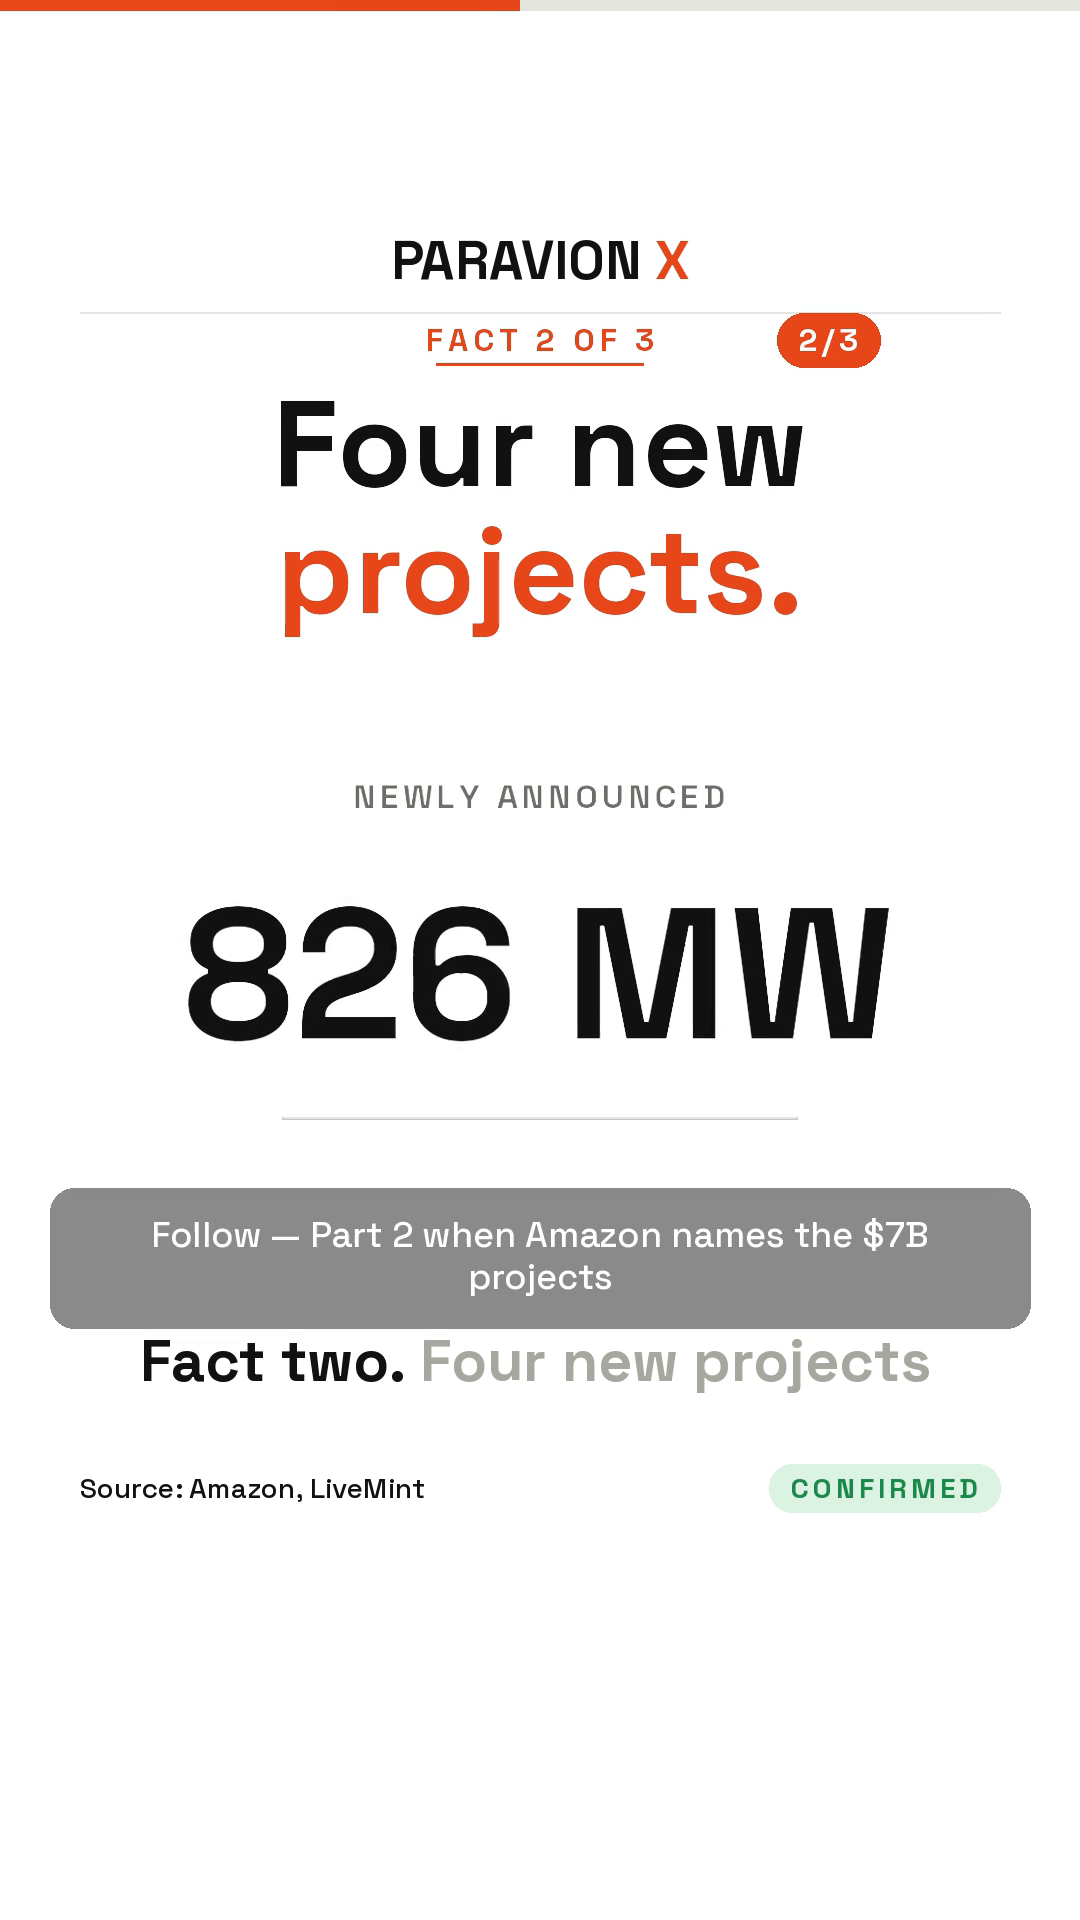 PARAVION X
FACT 2 OF 3
2/3
Four new
projects.
NEWLY ANNOUNCED
826 MW
Follow — Part 2 when Amazon names the $7B
projects
Fact two. Four new projects
Source: Amazon, LiveMint
CONFIRMED